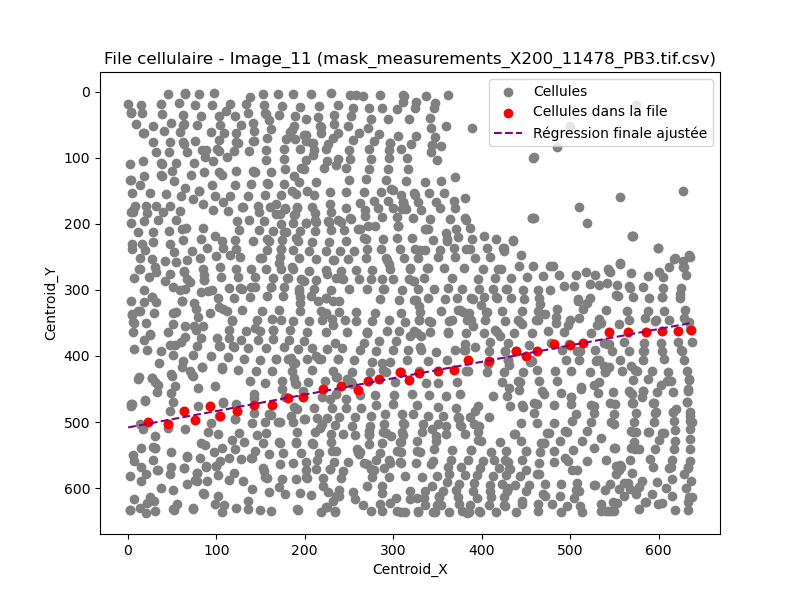 File cellulaire - Image_11 (mask_measurements_X200_11478_PB3.tif.csv)
Cellules
Cellules dans la file
Régression finale ajustée
Centroid_Y
0
100
200
300
400
500
600
0 100 200 300 400 500 600
Centroid_X